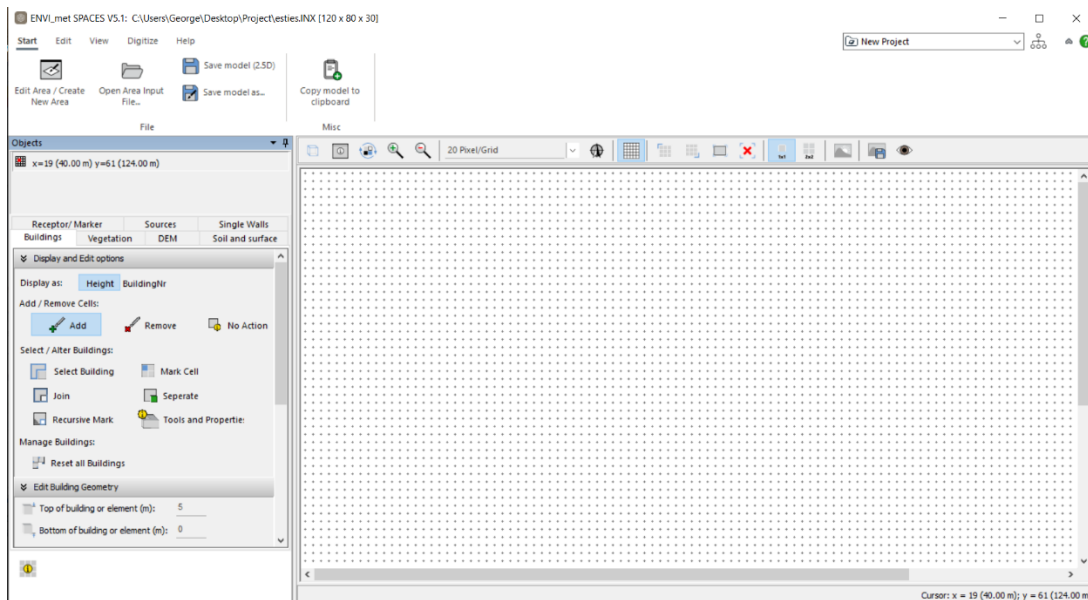 ENVI_met SPACES V5.1: C:\Users\George\Desktop\Project\esties.INX [120 x 80 x 30]
Start Edit View Digitize Help
New Project
Edit Area / Create New Area
Open Area Input File...
Save model (2.5D)
Save model as...
Copy model to clipboard
File
Misc
Objects
x=19 (40.00 m) y=61 (124.00 m)
20 Pixel/Grid
1x1
2x2
Receptor/ Marker Sources Single Walls
Buildings Vegetation DEM Soil and surface
Display and Edit options
Display as: Height BuildingNr
Add / Remove Cells:
Add Remove No Action
Select / Alter Buildings:
Select Building Mark Cell
Join Seperate
Recursive Mark Tools and Propertie:
Manage Buildings:
Reset all Buildings
Edit Building Geometry
Top of building or element (m): 5
Bottom of building or element (m): 0
Cursor: x = 19 (40.00 m); y = 61 (124.00 m